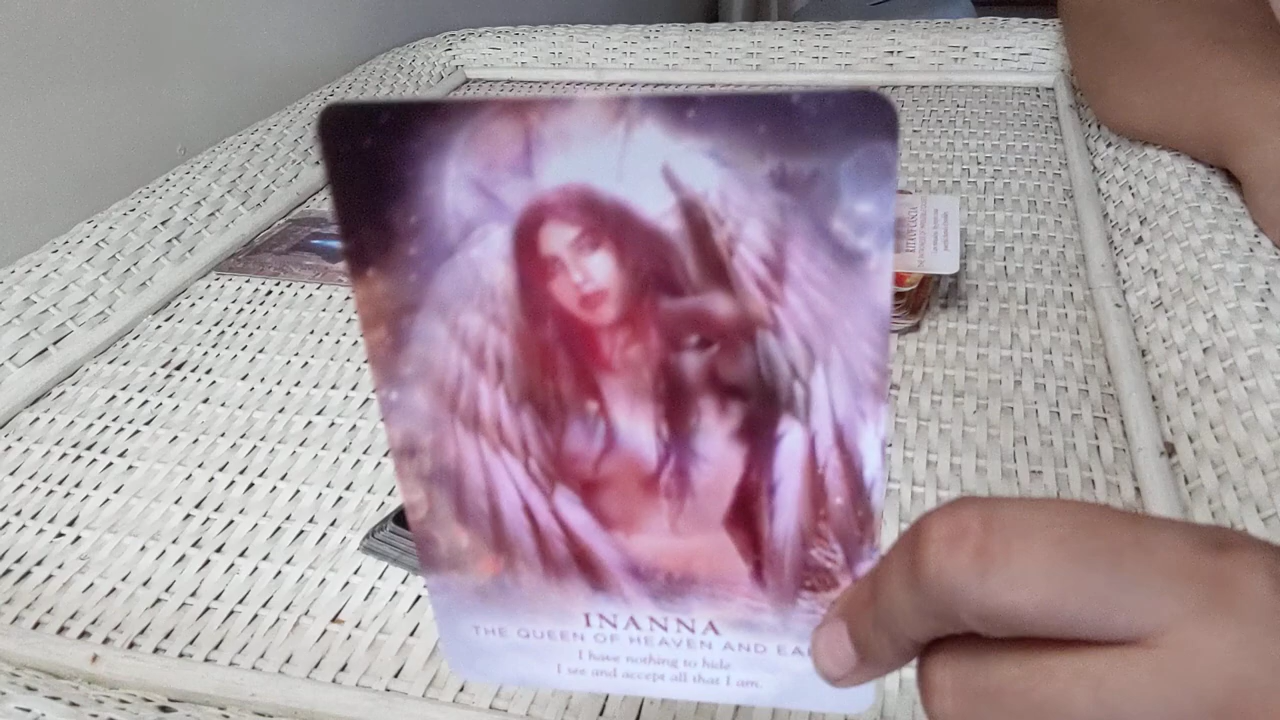 INANNA
THE QUEEN OF HEAVEN AND EA
I have nothing to hide
I see and accept all that I am.